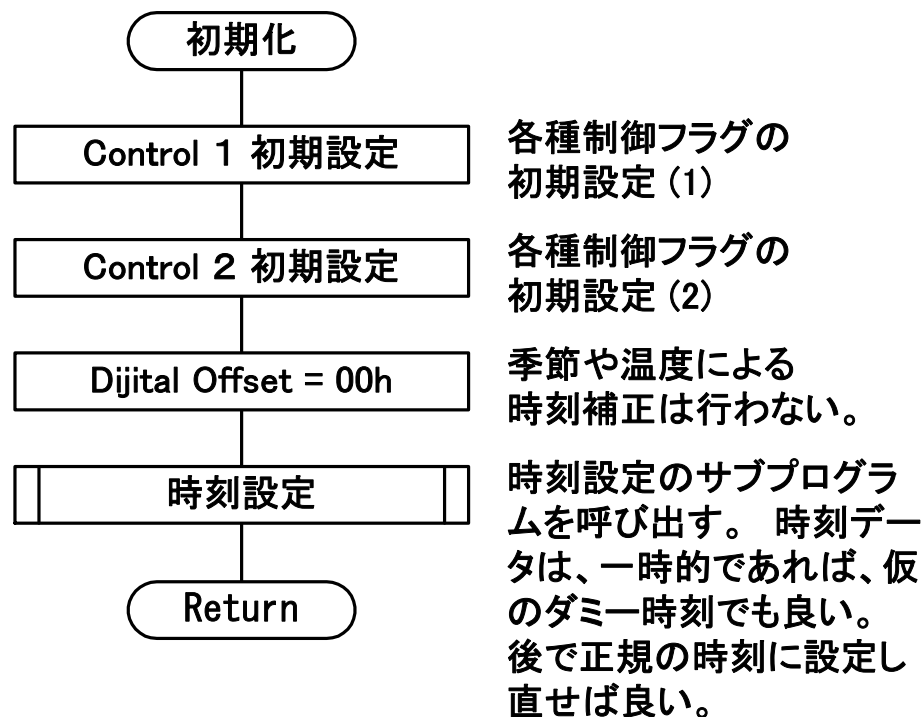 初期化
Control 1 初期設定
各種制御フラグの
初期設定 (1)
Control 2 初期設定
各種制御フラグの
初期設定 (2)
Dijital Offset = 00h
季節や温度による
時刻補正は行わない。
時刻設定
時刻設定のサブプログラ
ムを呼び出す。 時刻デー
タは、一時的であれば、仮
のダミー時刻でも良い。
後で正規の時刻に設定し
直せば良い。
Return